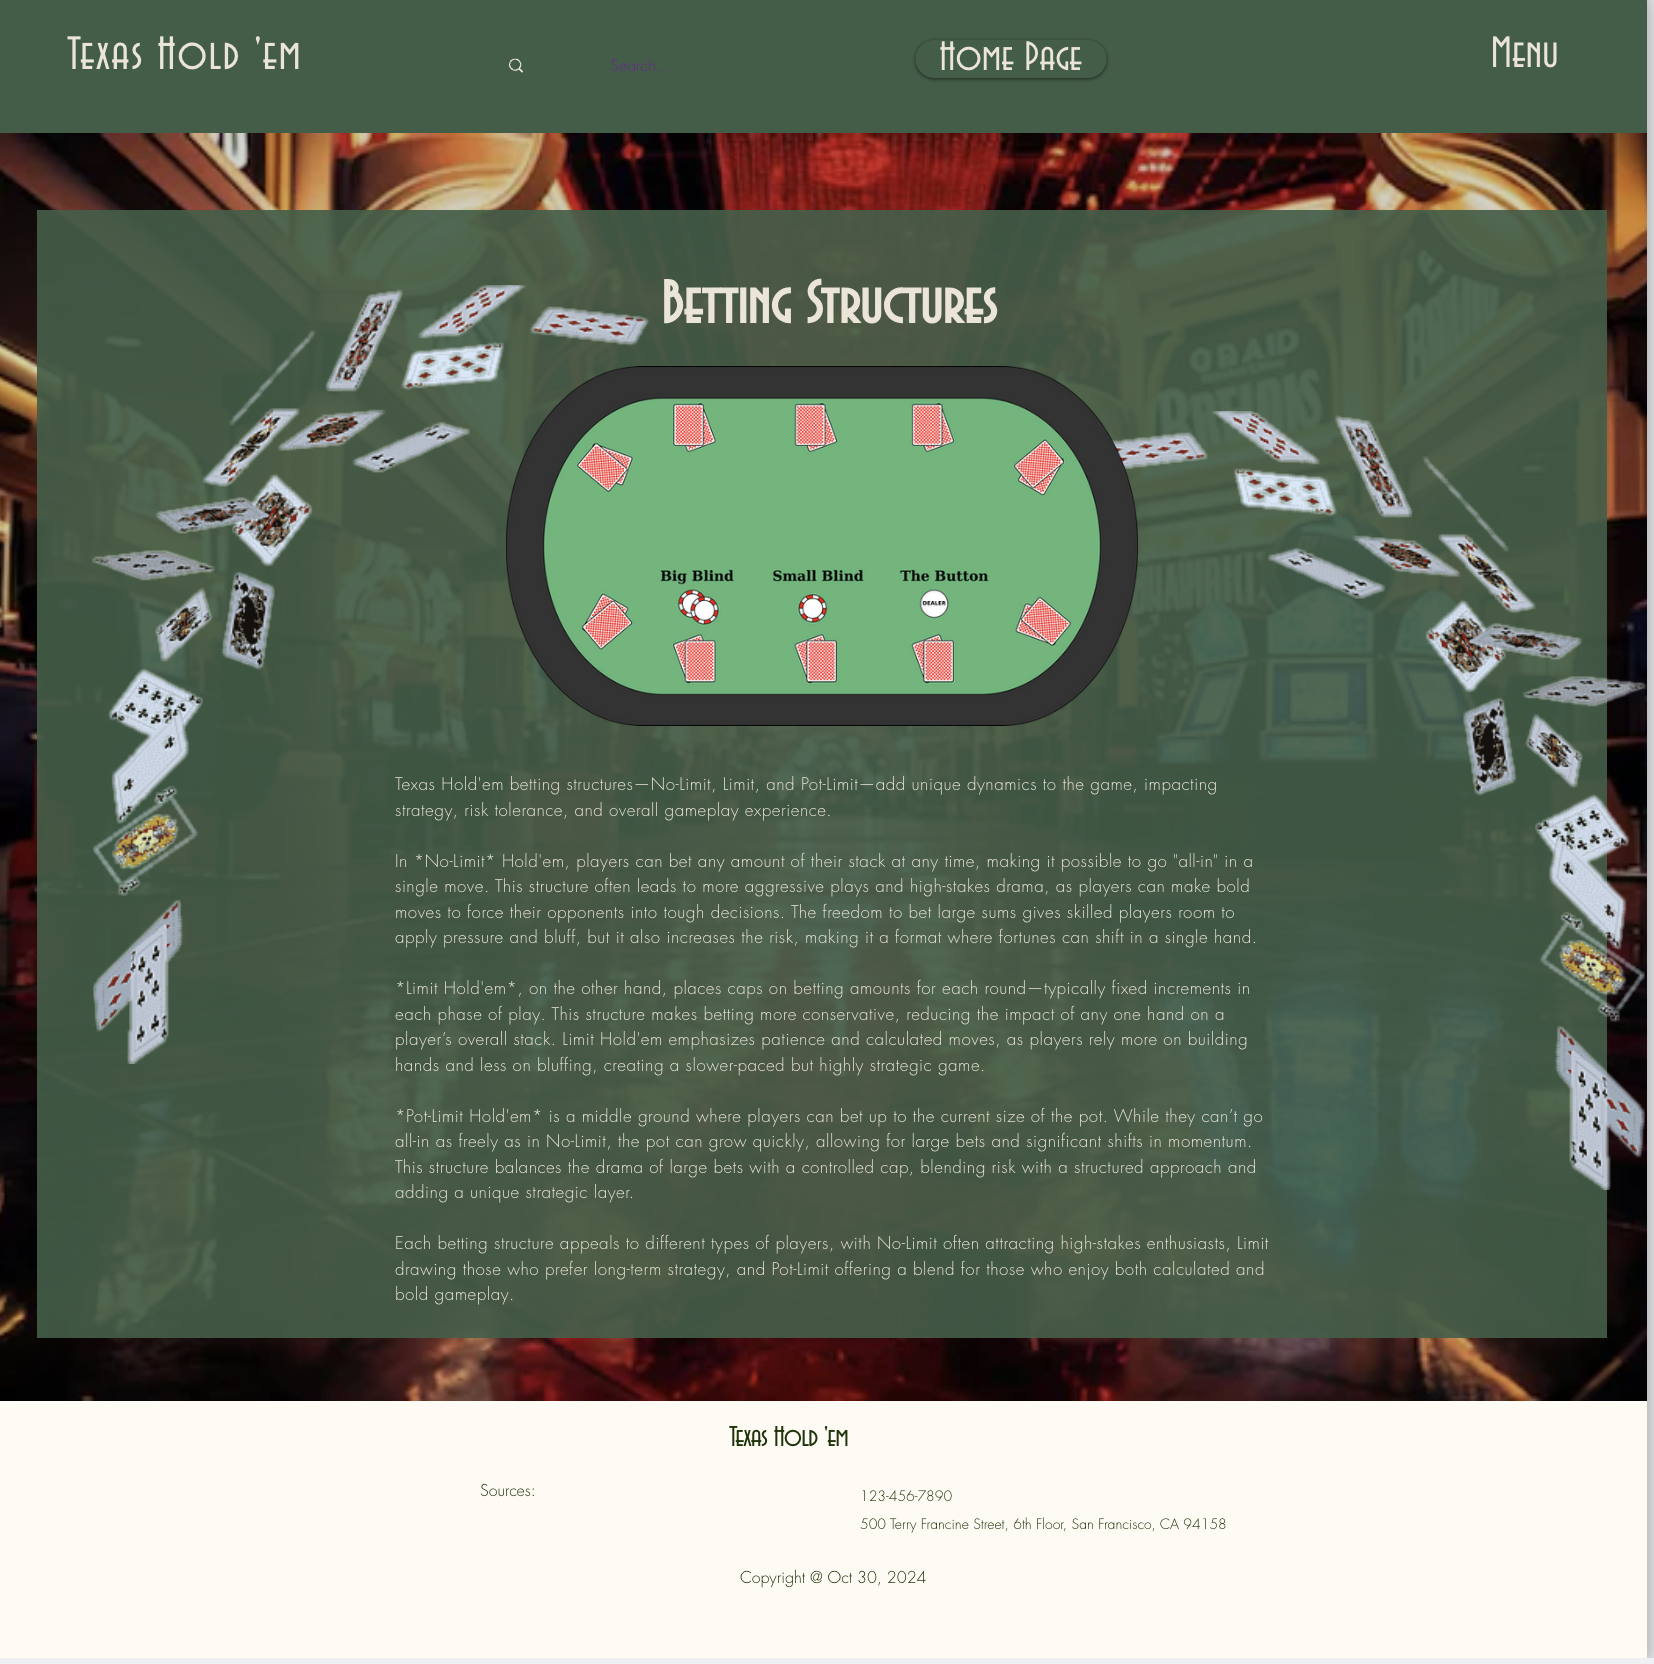 Texas Hold 'em
Search...
Home Page
Menu
Betting Structures
Big Blind
Small Blind
The Button
DEALER
Texas Hold'em betting structures—No-Limit, Limit, and Pot-Limit—add unique dynamics to the game, impacting
strategy, risk tolerance, and overall gameplay experience.
In *No-Limit* Hold'em, players can bet any amount of their stack at any time, making it possible to go "all-in" in a
single move. This structure often leads to more aggressive plays and high-stakes drama, as players can make bold
moves to force their opponents into tough decisions. The freedom to bet large sums gives skilled players room to
apply pressure and bluff, but it also increases the risk, making it a format where fortunes can shift in a single hand.
*Limit Hold'em*, on the other hand, places caps on betting amounts for each round—typically fixed increments in
each phase of play. This structure makes betting more conservative, reducing the impact of any one hand on a
player’s overall stack. Limit Hold'em emphasizes patience and calculated moves, as players rely more on building
hands and less on bluffing, creating a slower-paced but highly strategic game.
*Pot-Limit Hold'em* is a middle ground where players can bet up to the current size of the pot. While they can’t go
all-in as freely as in No-Limit, the pot can grow quickly, allowing for large bets and significant shifts in momentum.
This structure balances the drama of large bets with a controlled cap, blending risk with a structured approach and
adding a unique strategic layer.
Each betting structure appeals to different types of players, with No-Limit often attracting high-stakes enthusiasts, Limit
drawing those who prefer long-term strategy, and Pot-Limit offering a blend for those who enjoy both calculated and
bold gameplay.
Texas Hold 'em
Sources:
123-456-7890
500 Terry Francine Street, 6th Floor, San Francisco, CA 94158
Copyright @ Oct 30, 2024